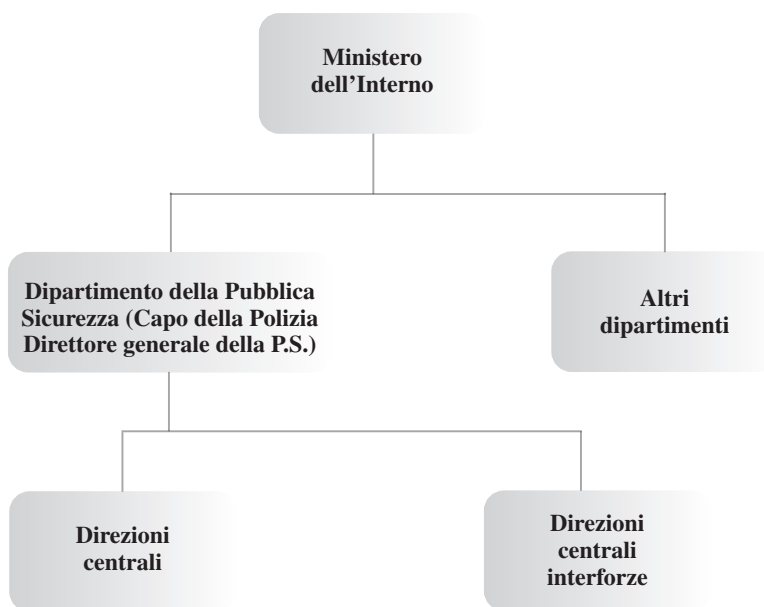 Ministero
dell’Interno
Dipartimento della Pubblica
Sicurezza (Capo della Polizia
Direttore generale della P.S.)
Altri
dipartimenti
Direzioni
centrali
Direzioni
centrali
interforze